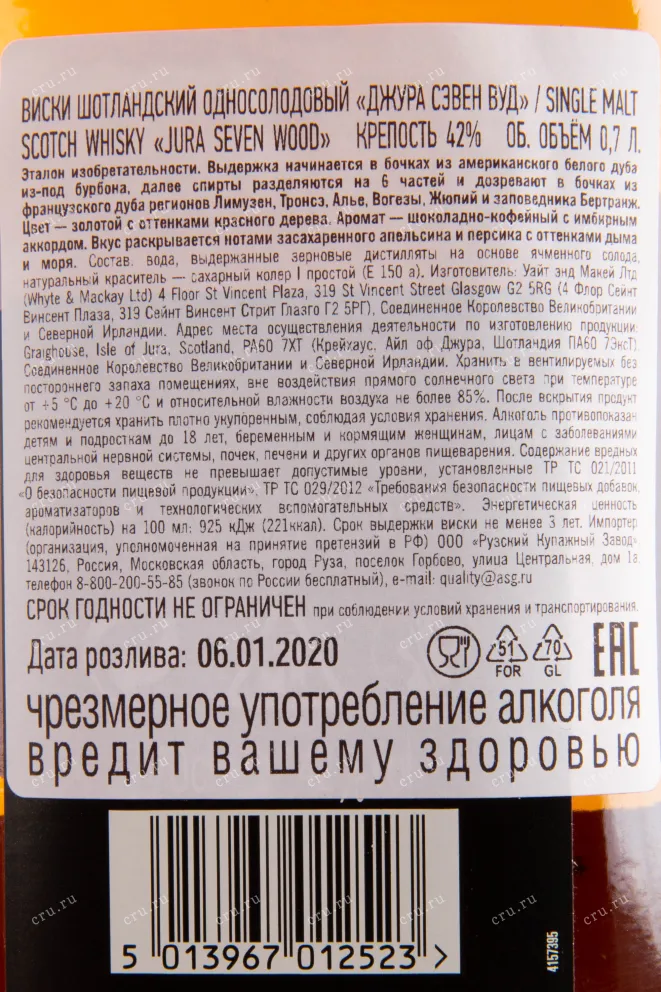 ВИСКИ ШОТЛАНДСКИЙ ОДНОСОЛОДОВЫЙ «ДЖУРА СЭВЕН ВУД» / SINGLE MALT
SCOTCH WHISKY «JURA SEVEN WOOD» КРЕПОСТЬ 42% ОБ. ОБЪЁМ 0,7 Л.
Эталон изобретательности. Выдержка начинается в бочках из американского белого дуба
из-под бурбона, далее спирты разделяются на 6 частей и дозревают в бочках из
французского дуба регионов Лимузен, Тронсэ, Алье, Вогезы, Жюпий и заповедника Бертранж.
Цвет — золотой с оттенками красного дерева. Аромат — шоколадно-кофейный с имбирным
аккордом. Вкус раскрывается нотами засахаренного апельсина и персика с оттенками дыма
и моря. Состав: вода, выдержанные зерновые дистилляты на основе ячменного солода,
натуральный краситель — сахарный колер I простой (Е 150 а). Изготовитель: Уайт энд Макей Лтд
(Whyte & Mackay Ltd) 4 Floor St Vincent Plaza, 319 St Vincent Street Glasgow G2 5RG (4 Флор Сейнт
Винсент Плаза, 319 Сейнт Винсент Стрит Глазго Г2 5РГ), Соединенное Королевство Великобритании
и Северной Ирландии. Адрес места осуществления деятельности по изготовлению продукции:
Craighouse, Isle of Jura, Scotland, PA60 7XT (Крейхаус, Айл оф Джура, Шотландия ПА60 7ЭксТ)
Соединенное Королевство Великобритании и Северной Ирландии. Хранить в вентилируемых без
постороннего запаха помещениях, вне воздействия прямого солнечного света при температуре
от +5 °С до +20 °С и относительной влажности воздуха не более 85%. После вскрытия продукт
рекомендуется хранить плотно укупоренным, соблюдая условия хранения. Алкоголь противопоказан
детям и подросткам до 18 лет, беременным и кормящим женщинам, лицам с заболеваниями
центральной нервной системы, почек, печени и других органов пищеварения. Содержание вредных
для здоровья веществ не превышает допустимые уровни, установленные ТР ТС 021/2011
«О безопасности пищевой продукции», ТР ТС 029/2012 «Требования безопасности пищевых добавок,
ароматизаторов и технологических вспомогательных средств». Энергетическая ценность
(калорийность) на 100 мл: 925 кДж (221ккал). Срок выдержки виски не менее 3 лет. Импортер
(организация, уполномоченная на принятие претензий в РФ) ООО «Рузский Купажный Завод»
143126, Россия, Московская область, город Руза, поселок Горбово, улица Центральная, дом 1а,
телефон 8-800-200-55-85 (звонок по России бесплатный), e-mail: quality@asg.ru
СРОК ГОДНОСТИ НЕ ОГРАНИЧЕН при соблюдении условий хранения и транспортирования.
Дата розлива: 06.01.2020
51 FOR 70 GL EAC
чрезмерное употребление алкоголя
вредит вашему здоровью
5 013967 012523 >
4157395
cru.ru